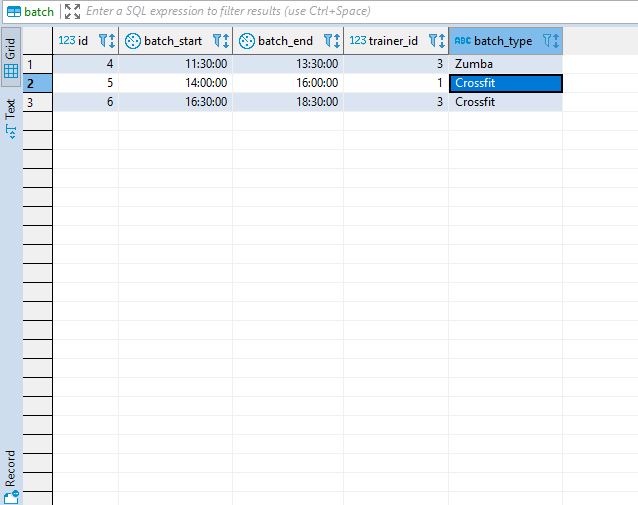 batch Enter a SQL expression to filter results (use Ctrl+Space)
Grid
Text
Record
123 id batch_start batch_end 123 trainer_id ABC batch_type
1 4 11:30:00 13:30:00 3 Zumba
2 5 14:00:00 16:00:00 1 Crossfit
3 6 16:30:00 18:30:00 3 Crossfit